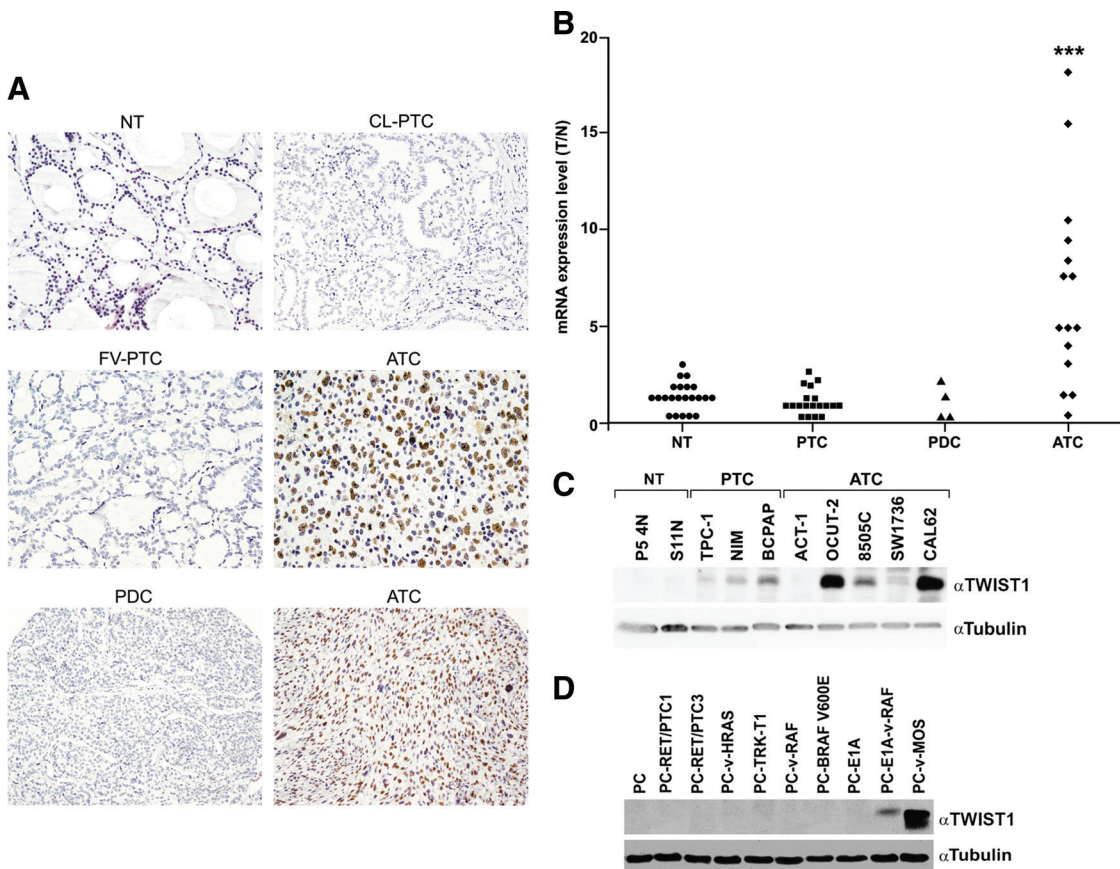 A
NT
CL-PTC
FV-PTC
ATC
PDC
ATC
B
mRNA expression level (T/N)
20
15
10
5
0
***
NT
PTC
PDC
ATC
C
NT
PTC
ATC
P5 4N
S11N
TPC-1
NIM
BCPAP
ACT-1
OCUT-2
8505C
SW1736
CAL62
αTWIST1
αTubulin
D
PC
PC-RET/PTC1
PC-RET/PTC3
PC-v-HRAS
PC-TRK-T1
PC-v-RAF
PC-BRAF V600E
PC-E1A
PC-E1A-v-RAF
PC-v-MOS
αTWIST1
αTubulin